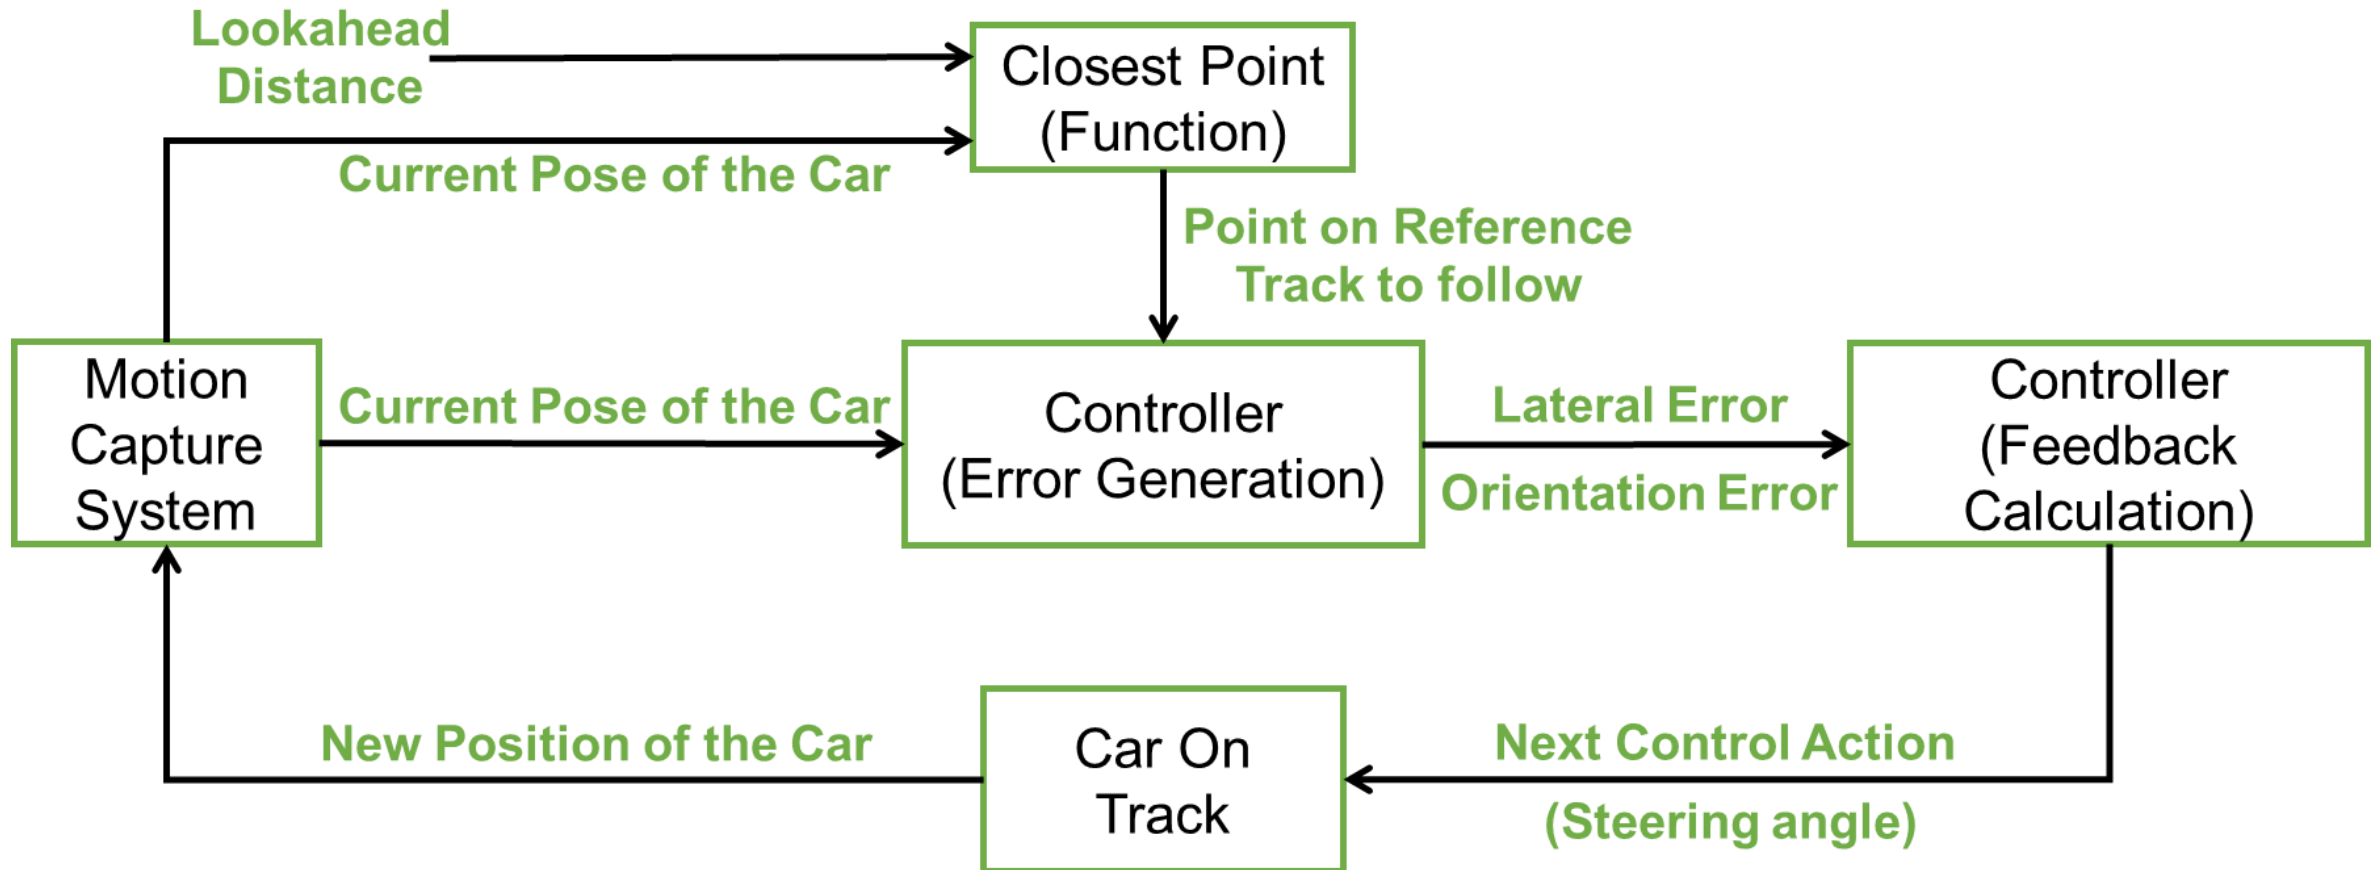 Lookahead
Distance
Closest Point
(Function)
Current Pose of the Car
Point on Reference
Track to follow
Motion
Capture
System
Current Pose of the Car
Controller
(Error Generation)
Lateral Error
Orientation Error
Controller
(Feedback
Calculation)
New Position of the Car
Car On
Track
Next Control Action
(Steering angle)